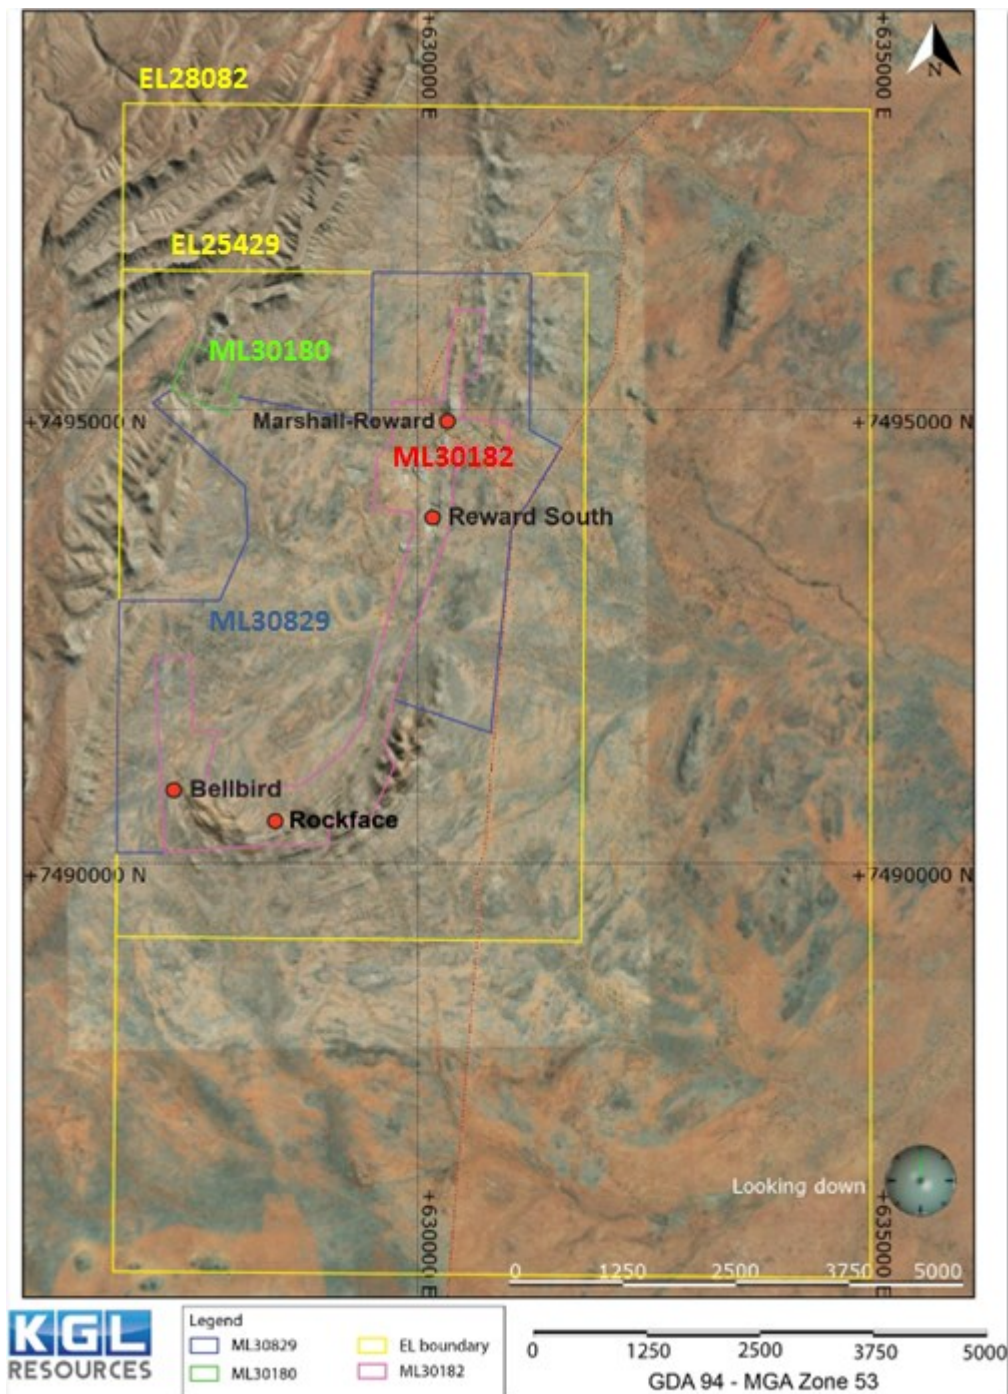 EL28082
+630000 E
+635000 E
N
EL25429
ML30180
+7495000 N
Marshall-Reward
+7495000 N
ML30182
Reward South
ML30829
Bellbird
Rockface
+7490000 N
+7490000 N
Looking down
+630000 E
+635000 E
0 1250 2500 3750 5000
KGL
RESOURCES
Legend
ML30829
EL boundary
ML30180
ML30182
0 1250 2500 3750 5000
GDA 94 - MGA Zone 53